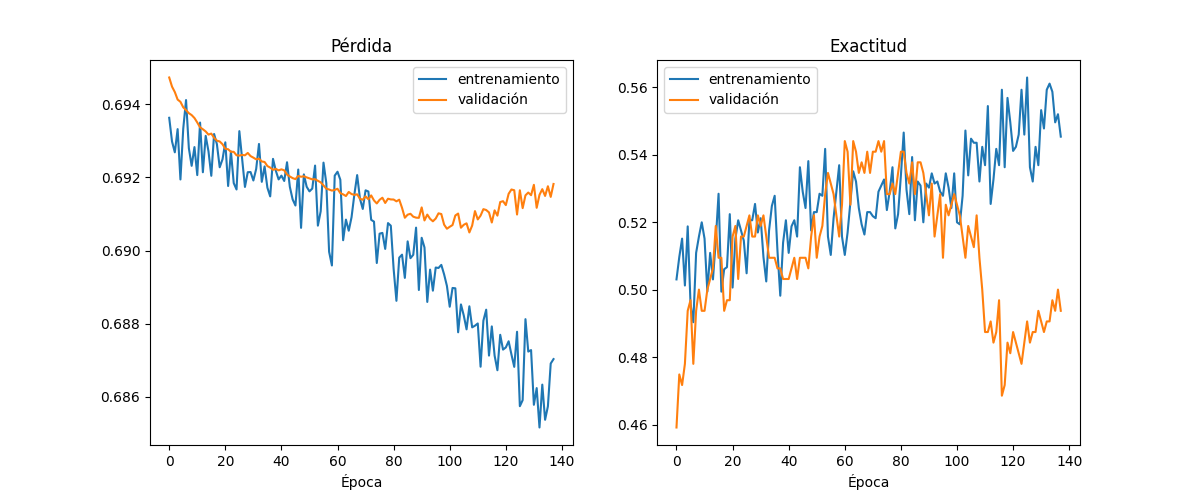 Pérdida
entrenamiento
validación
0.694
0.692
0.690
0.688
0.686
0 20 40 60 80 100 120 140
Época
Exactitud
entrenamiento
validación
0.56
0.54
0.52
0.50
0.48
0.46
0 20 40 60 80 100 120 140
Época